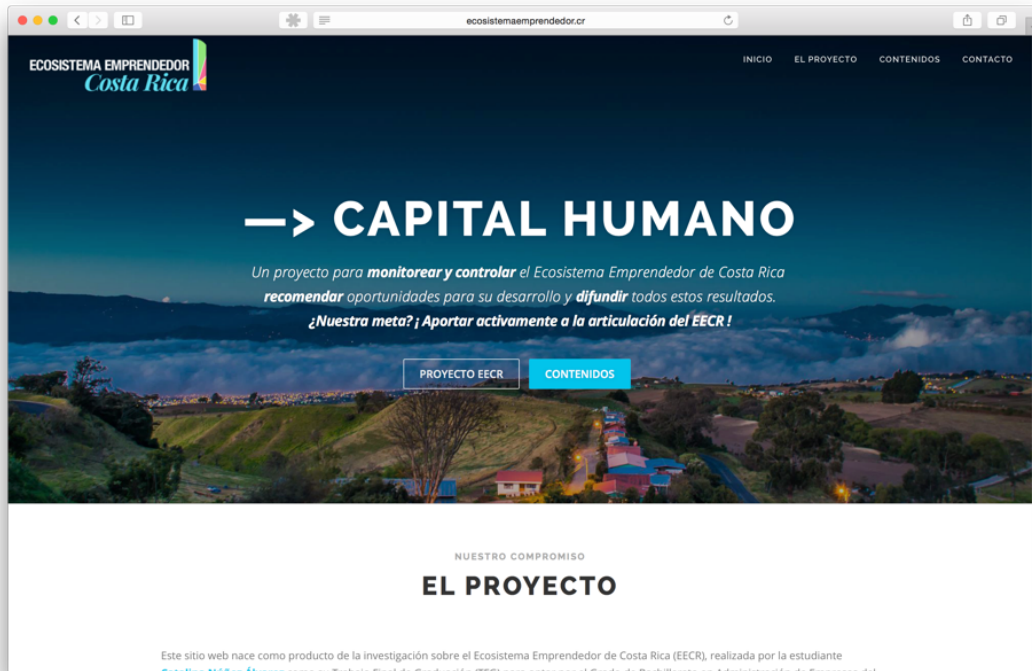 ecosistemaemprendedor.cr
ECOSISTEMA EMPRENDEDOR
Costa Rica
INICIO EL PROYECTO CONTENIDOS CONTACTO
—> CAPITAL HUMANO
Un proyecto para monitorear y controlar el Ecosistema Emprendedor de Costa Rica
recomendar oportunidades para su desarrollo y difundir todos estos resultados.
¿Nuestra meta? ¡ Aportar activamente a la articulación del EECR !
PROYECTO EECR CONTENIDOS
NUESTRO COMPROMISO
EL PROYECTO
Este sitio web nace como producto de la investigación sobre el Ecosistema Emprendedor de Costa Rica (EECR), realizada por la estudiante